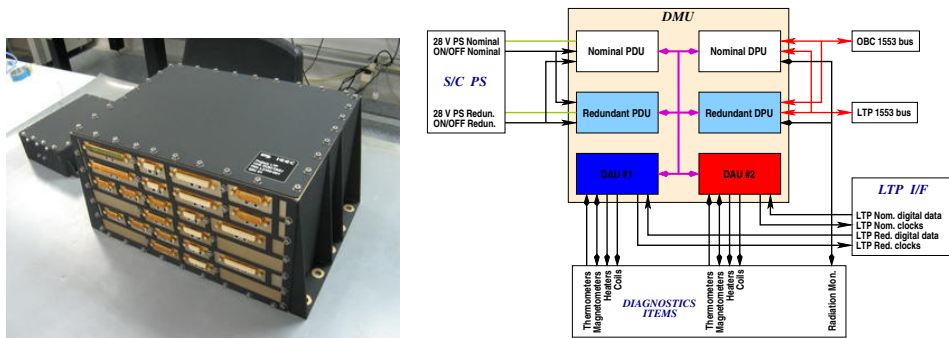 IEEC
DMU
28 V PS Nominal
ON/OFF Nominal
S/C PS
28 V PS Redun.
ON/OFF Redun.
Nominal PDU
Nominal DPU
Redundant PDU
Redundant DPU
DAU #1
DAU #2
OBC 1553 bus
LTP 1553 bus
LTP I/F
LTP Nom. digital data
LTP Nom. clocks
LTP Red. digital data
LTP Red. clocks
Thermometers
Magnetometers
Heaters
Coils
Thermometers
Magnetometers
Heaters
Coils
Radiation Mon.
DIAGNOSTICS
ITEMS